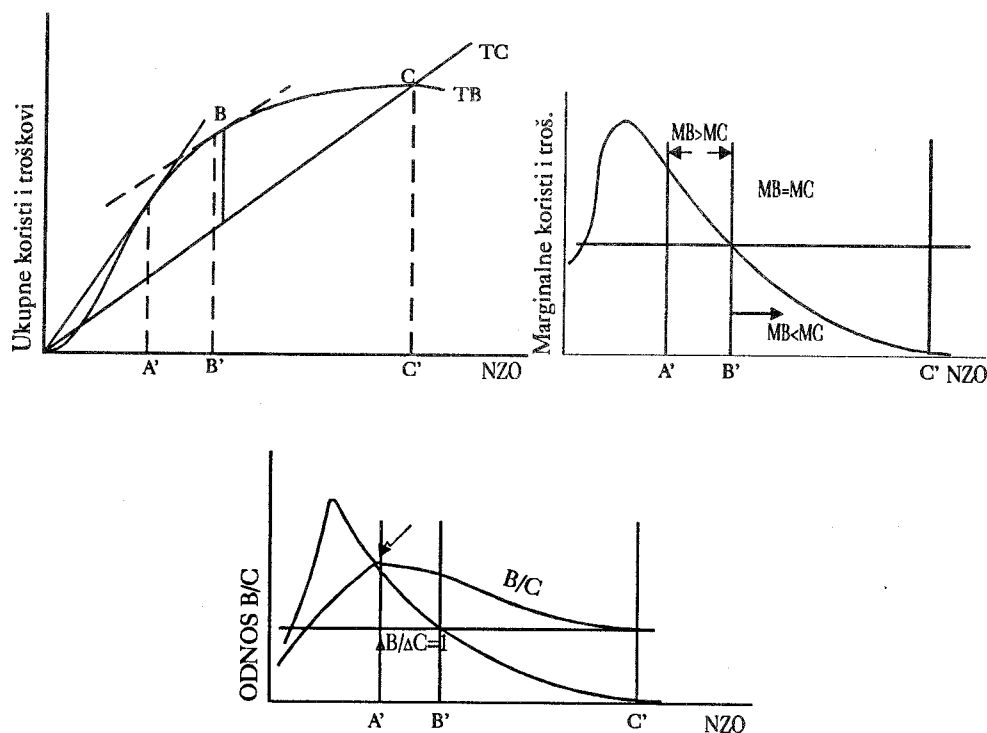 Ukupne koristi i troškovi
TC
C
TB
B
A' B' C' NZO
Marginalne koristi i troš.
MB>MC
MB=MC
MB<MC
A' B' C' NZO
ODNOS B/C
B/C
ΔB/ΔC=1
A' B' C' NZO